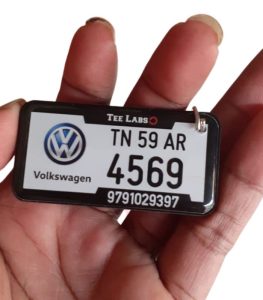 TEE LABS
TN 59 AR
4569
Volkswagen
9791029397